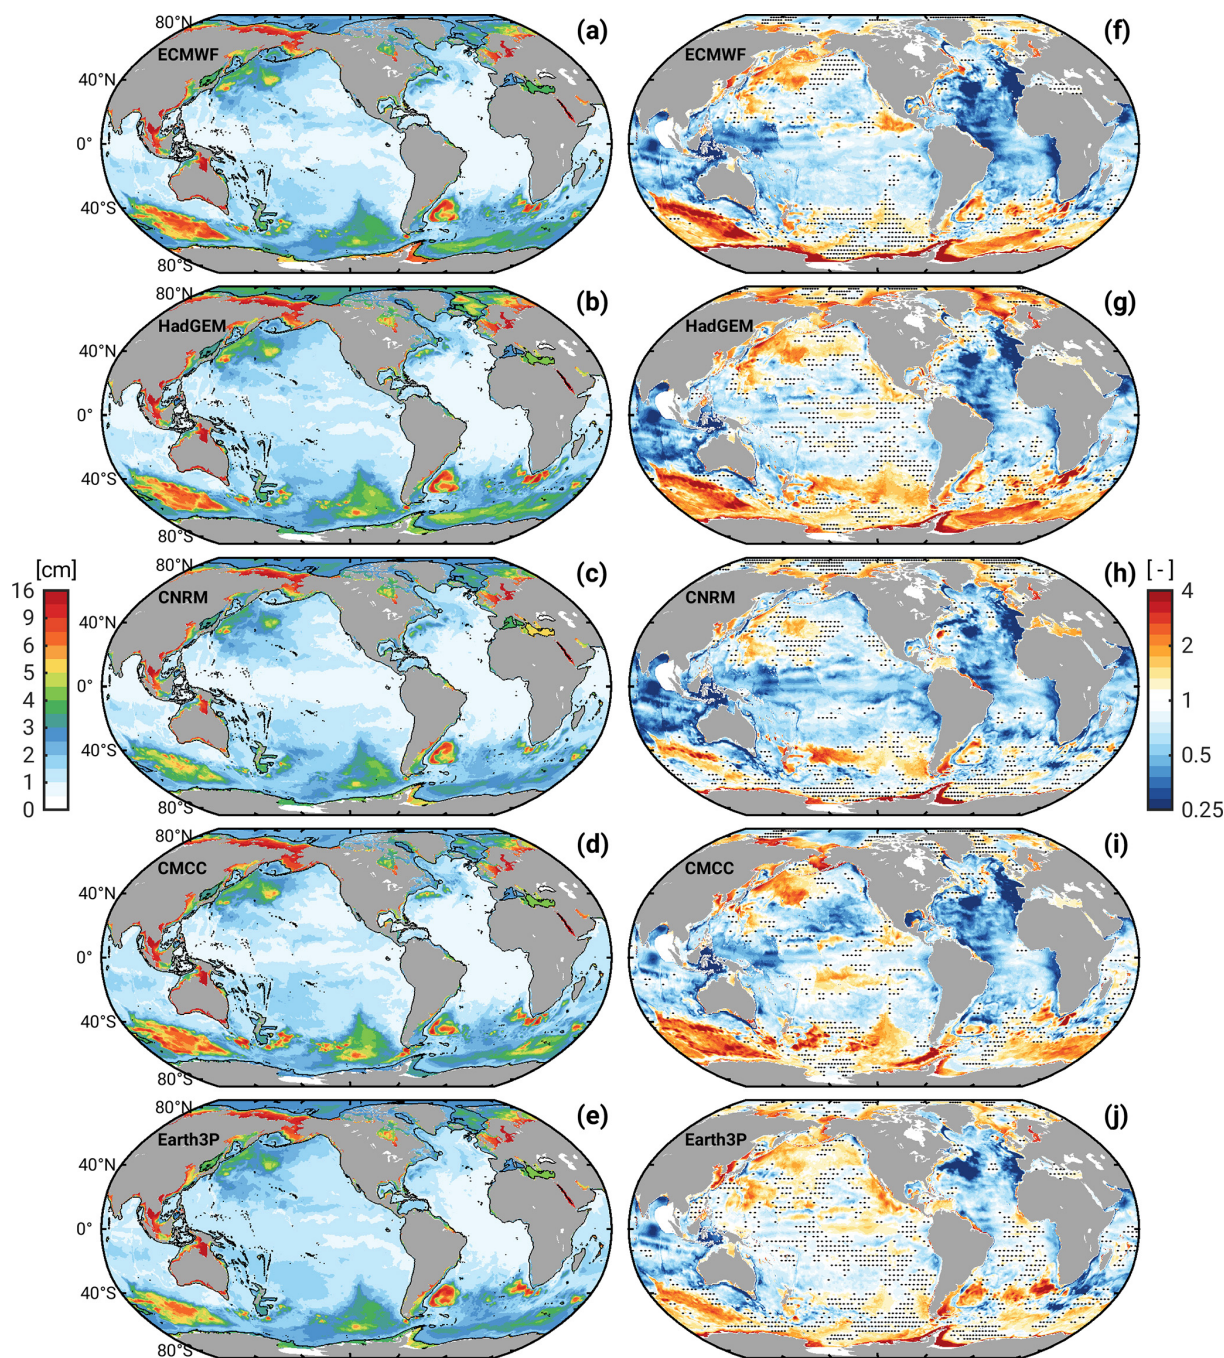 80°N
(a)
(f)
ECMWF
ECMWF
40°N
0°
40°S
80°S
80°N
(b)
(g)
HadGEM
HadGEM
40°N
0°
40°S
80°S
80°N
[cm]
(c)
(h)
[-]
16
CNRM
CNRM
4
9
40°N
6
2
5
4
0°
1
3
2
40°S
0.5
1
0
80°S
0.25
80°N
(d)
(i)
CMCC
CMCC
40°N
0°
40°S
80°S
80°N
(e)
(j)
Earth3P
Earth3P
40°N
0°
40°S
80°S